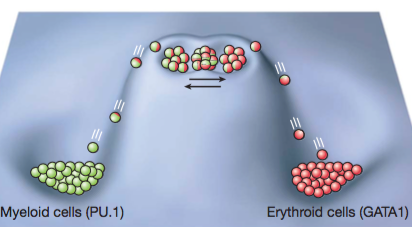 Myeloid cells (PU.1)
Erythroid cells (GATA1)